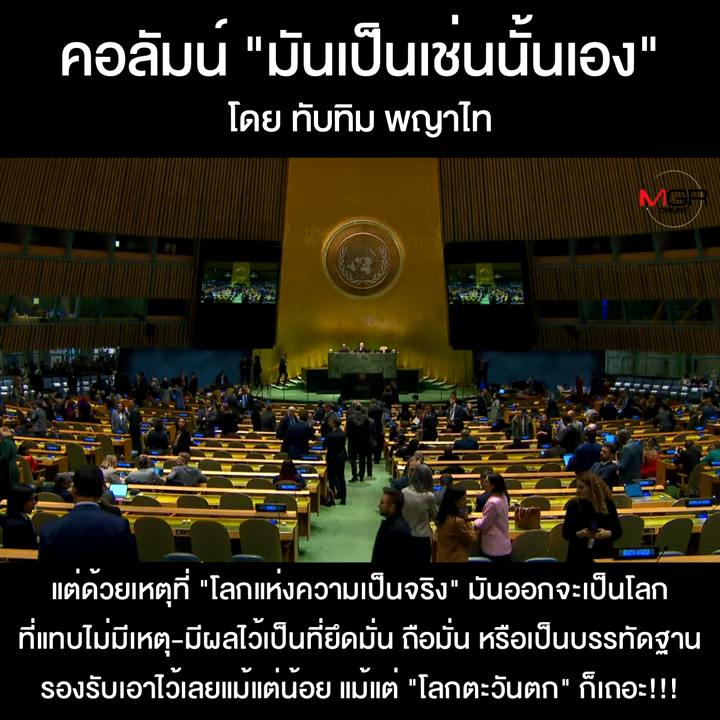 คอลัมน์ "มันเป็นเช่นนั้นเอง"
โดย ทับทิม พญาไท
MGR
ONLINE
SOUTH AFRICA
แต่ด้วยเหตุที่ "โลกแห่งความเป็นจริง" มันออกจะเป็นโลก
ที่แทบไม่มีเหตุ-มีผลไว้เป็นที่ยึดมั่น ถือมั่น หรือเป็นบรรทัดฐาน
รองรับเอาไว้เลยแม้แต่น้อย แม้แต่ "โลกตะวันตก" ก็เถอะ!!!